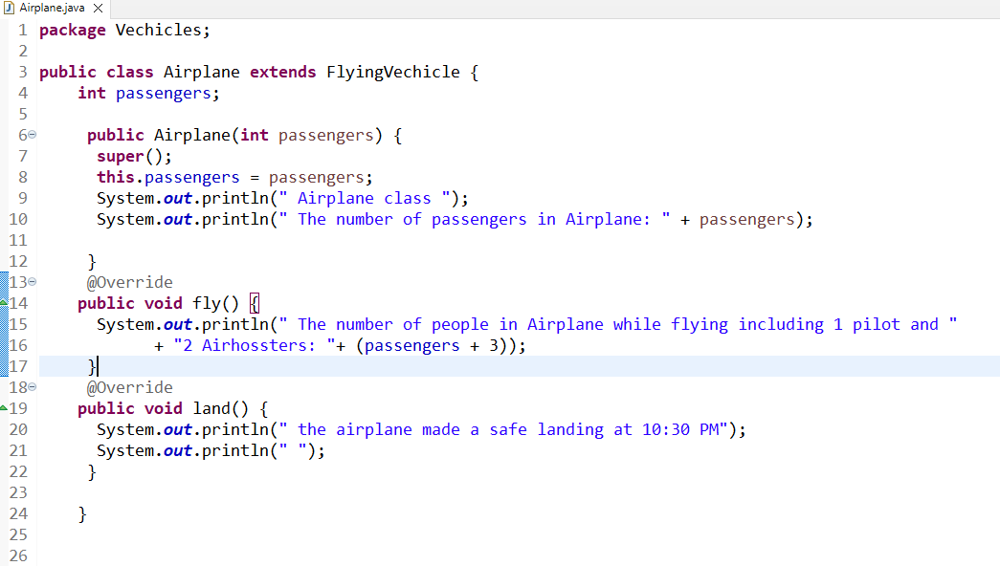 Airplane.java
1 package Vechicles;
2
3 public class Airplane extends FlyingVechicle {
4 int passengers;
5
6 public Airplane(int passengers) {
7 super();
8 this.passengers = passengers;
9 System.out.println(" Airplane class ");
10 System.out.println(" The number of passengers in Airplane: " + passengers);
11
12 }
13 @Override
14 public void fly() {
15 System.out.println(" The number of people in Airplane while flying including 1 pilot and "
16 + "2 Airhossters: "+ (passengers + 3));
17 }
18 @Override
19 public void land() {
20 System.out.println(" the airplane made a safe landing at 10:30 PM");
21 System.out.println(" ");
22 }
23
24 }
25
26